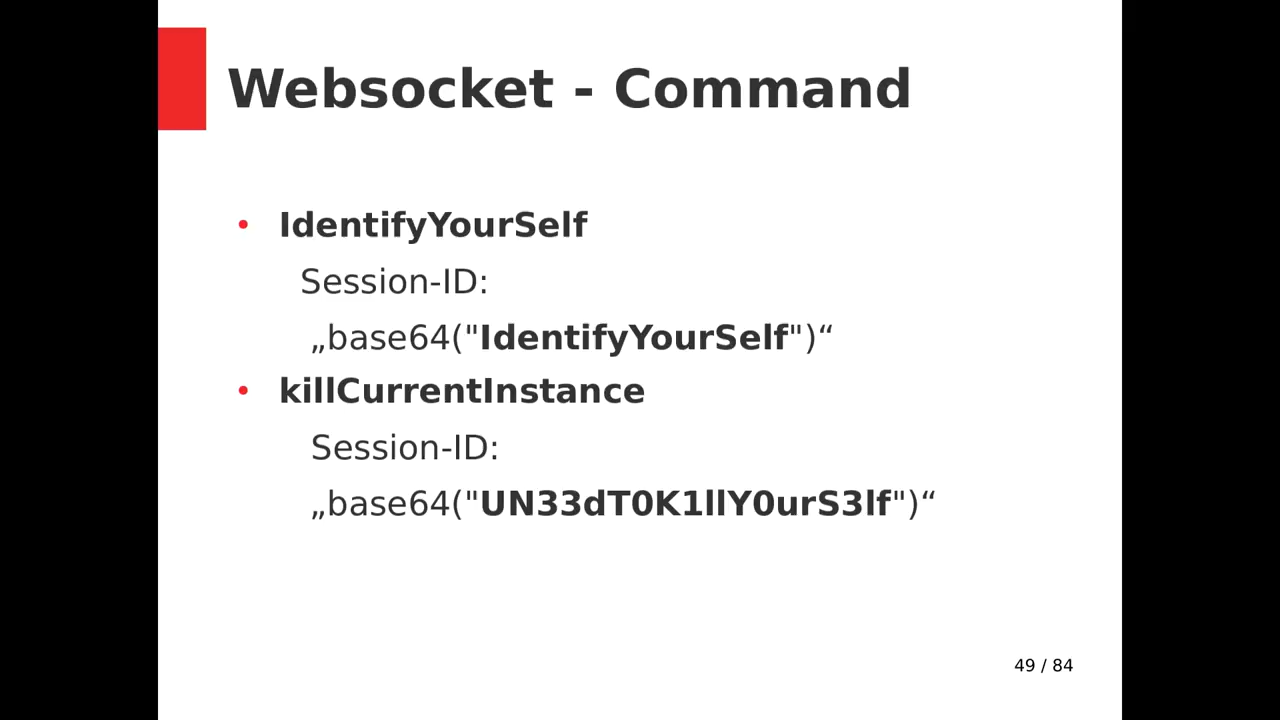 Websocket - Command
• IdentifyYourSelf
Session-ID:
„base64("IdentifyYourSelf")“
• killCurrentInstance
Session-ID:
„base64("UN33dT0K1llY0urS3lf")“
49 / 84